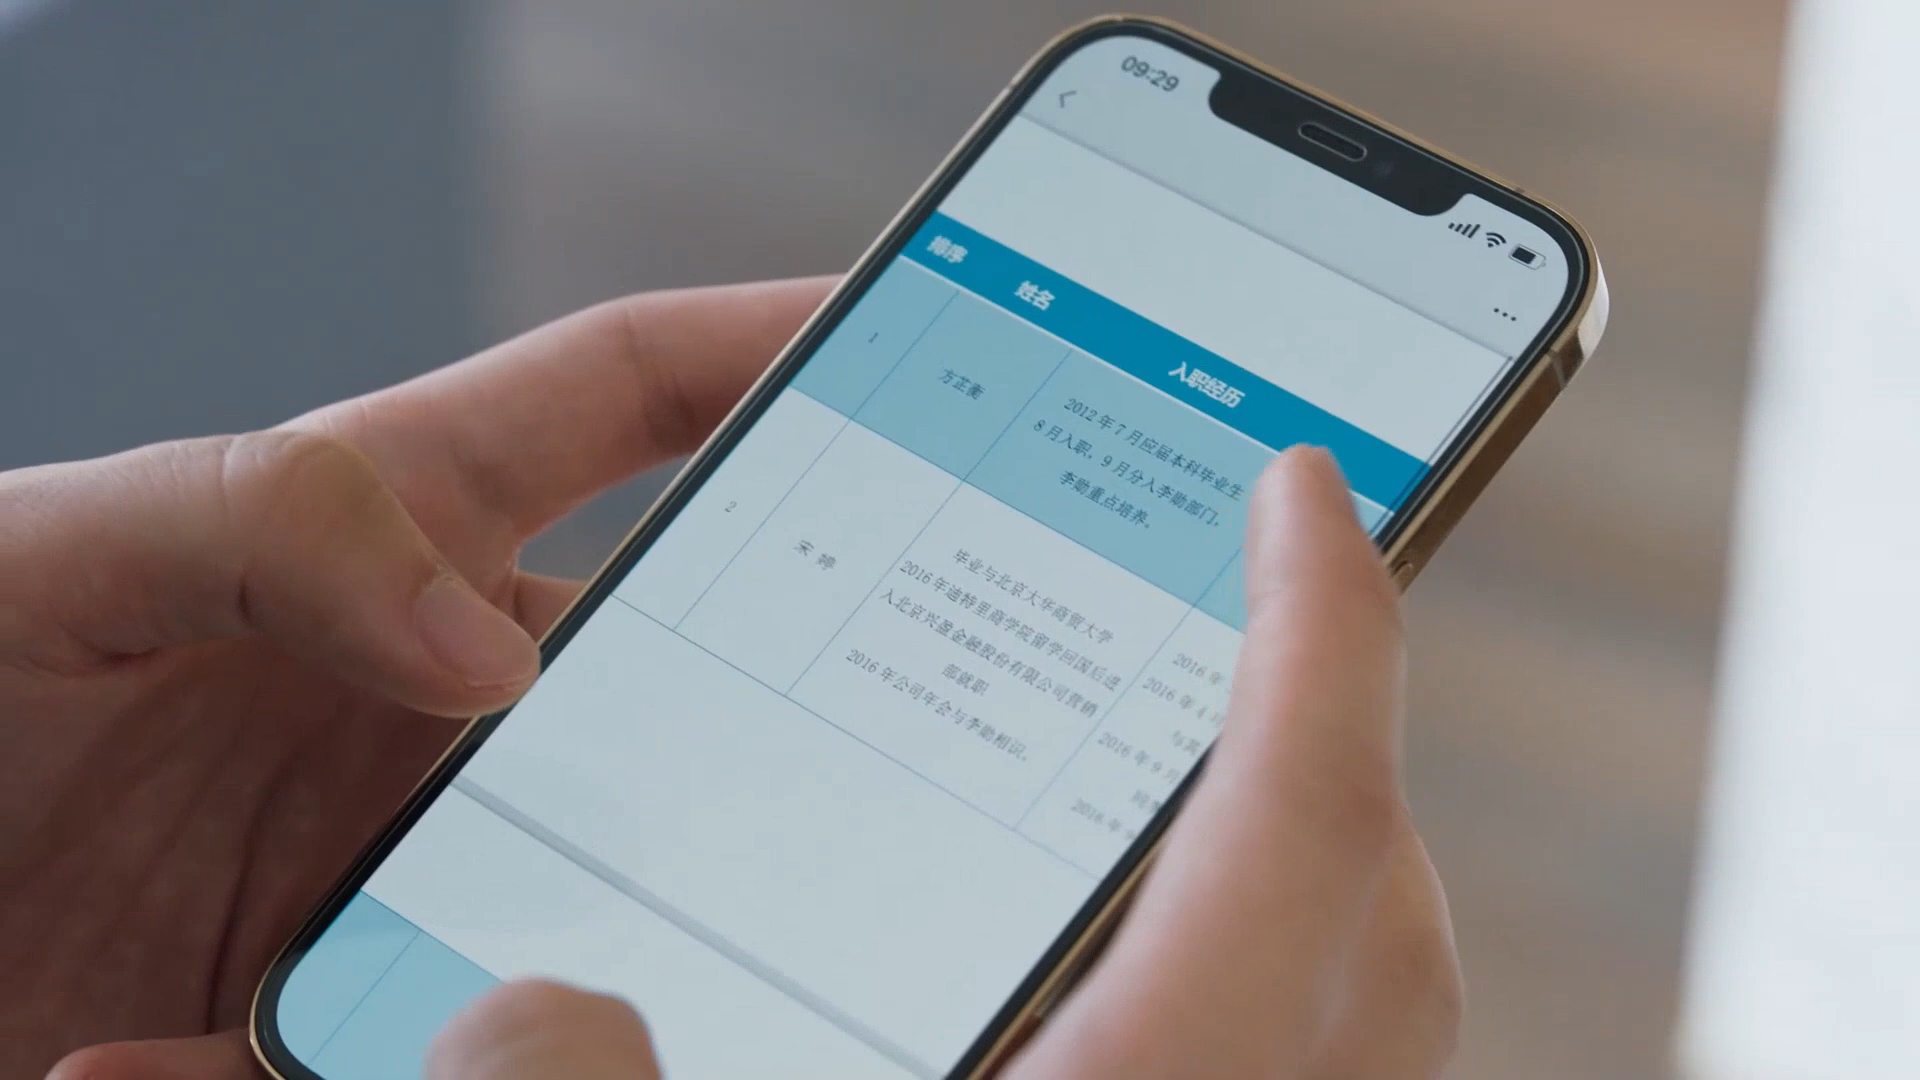 09:29
排序 姓名 入职经历
1
方芷衡
2012年7月应届本科毕业生
8月入职，9月分入李勋部门，
李勋重点培养。
2
宋婷
毕业与北京大华商贸大学
2016年迪特里商学院留学回国后进
入北京兴盈金融股份有限公司营销
部就职
2016年公司年会与李勋相识。
2016年
2016年4月
与其
2016年9月
同李
2016年